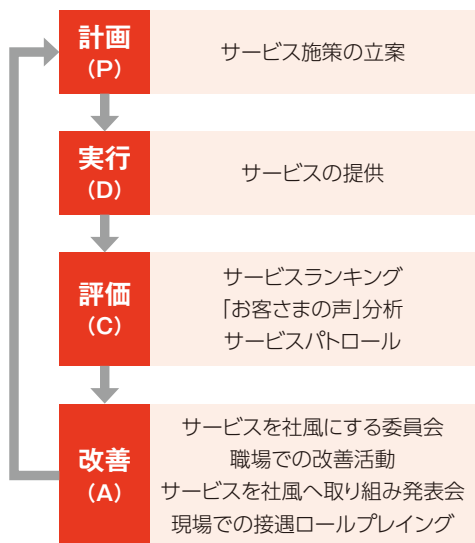 計画
(P)
サービス施策の立案
実行
(D)
サービスの提供
評価
(C)
サービスランキング
「お客さまの声」分析
サービスパトロール
改善
(A)
サービスを社風にする委員会
職場での改善活動
サービスを社風へ取り組み発表会
現場での接遇ロールプレイング